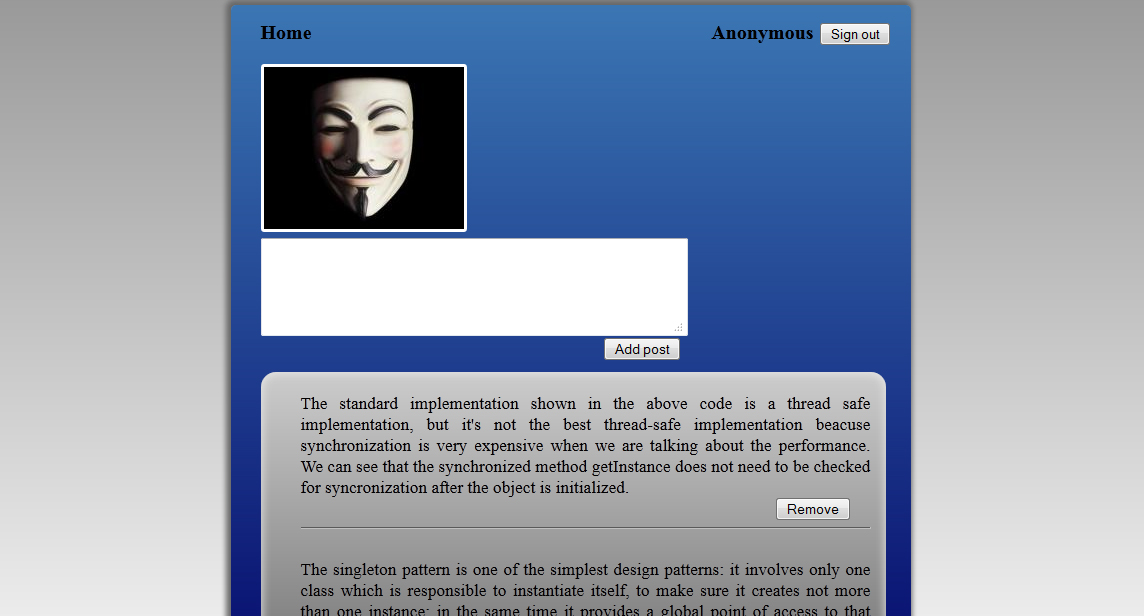 Home
Anonymous Sign out
Add post
The standard implementation shown in the above code is a thread safe
implementation, but it's not the best thread-safe implementation beacuse
synchronization is very expensive when we are talking about the performance.
We can see that the synchronized method getInstance does not need to be checked
for syncronization after the object is initialized.
Remove
The singleton pattern is one of the simplest design patterns: it involves only one
class which is responsible to instantiate itself, to make sure it creates not more
than one instance; in the same time it provides a global point of access to that